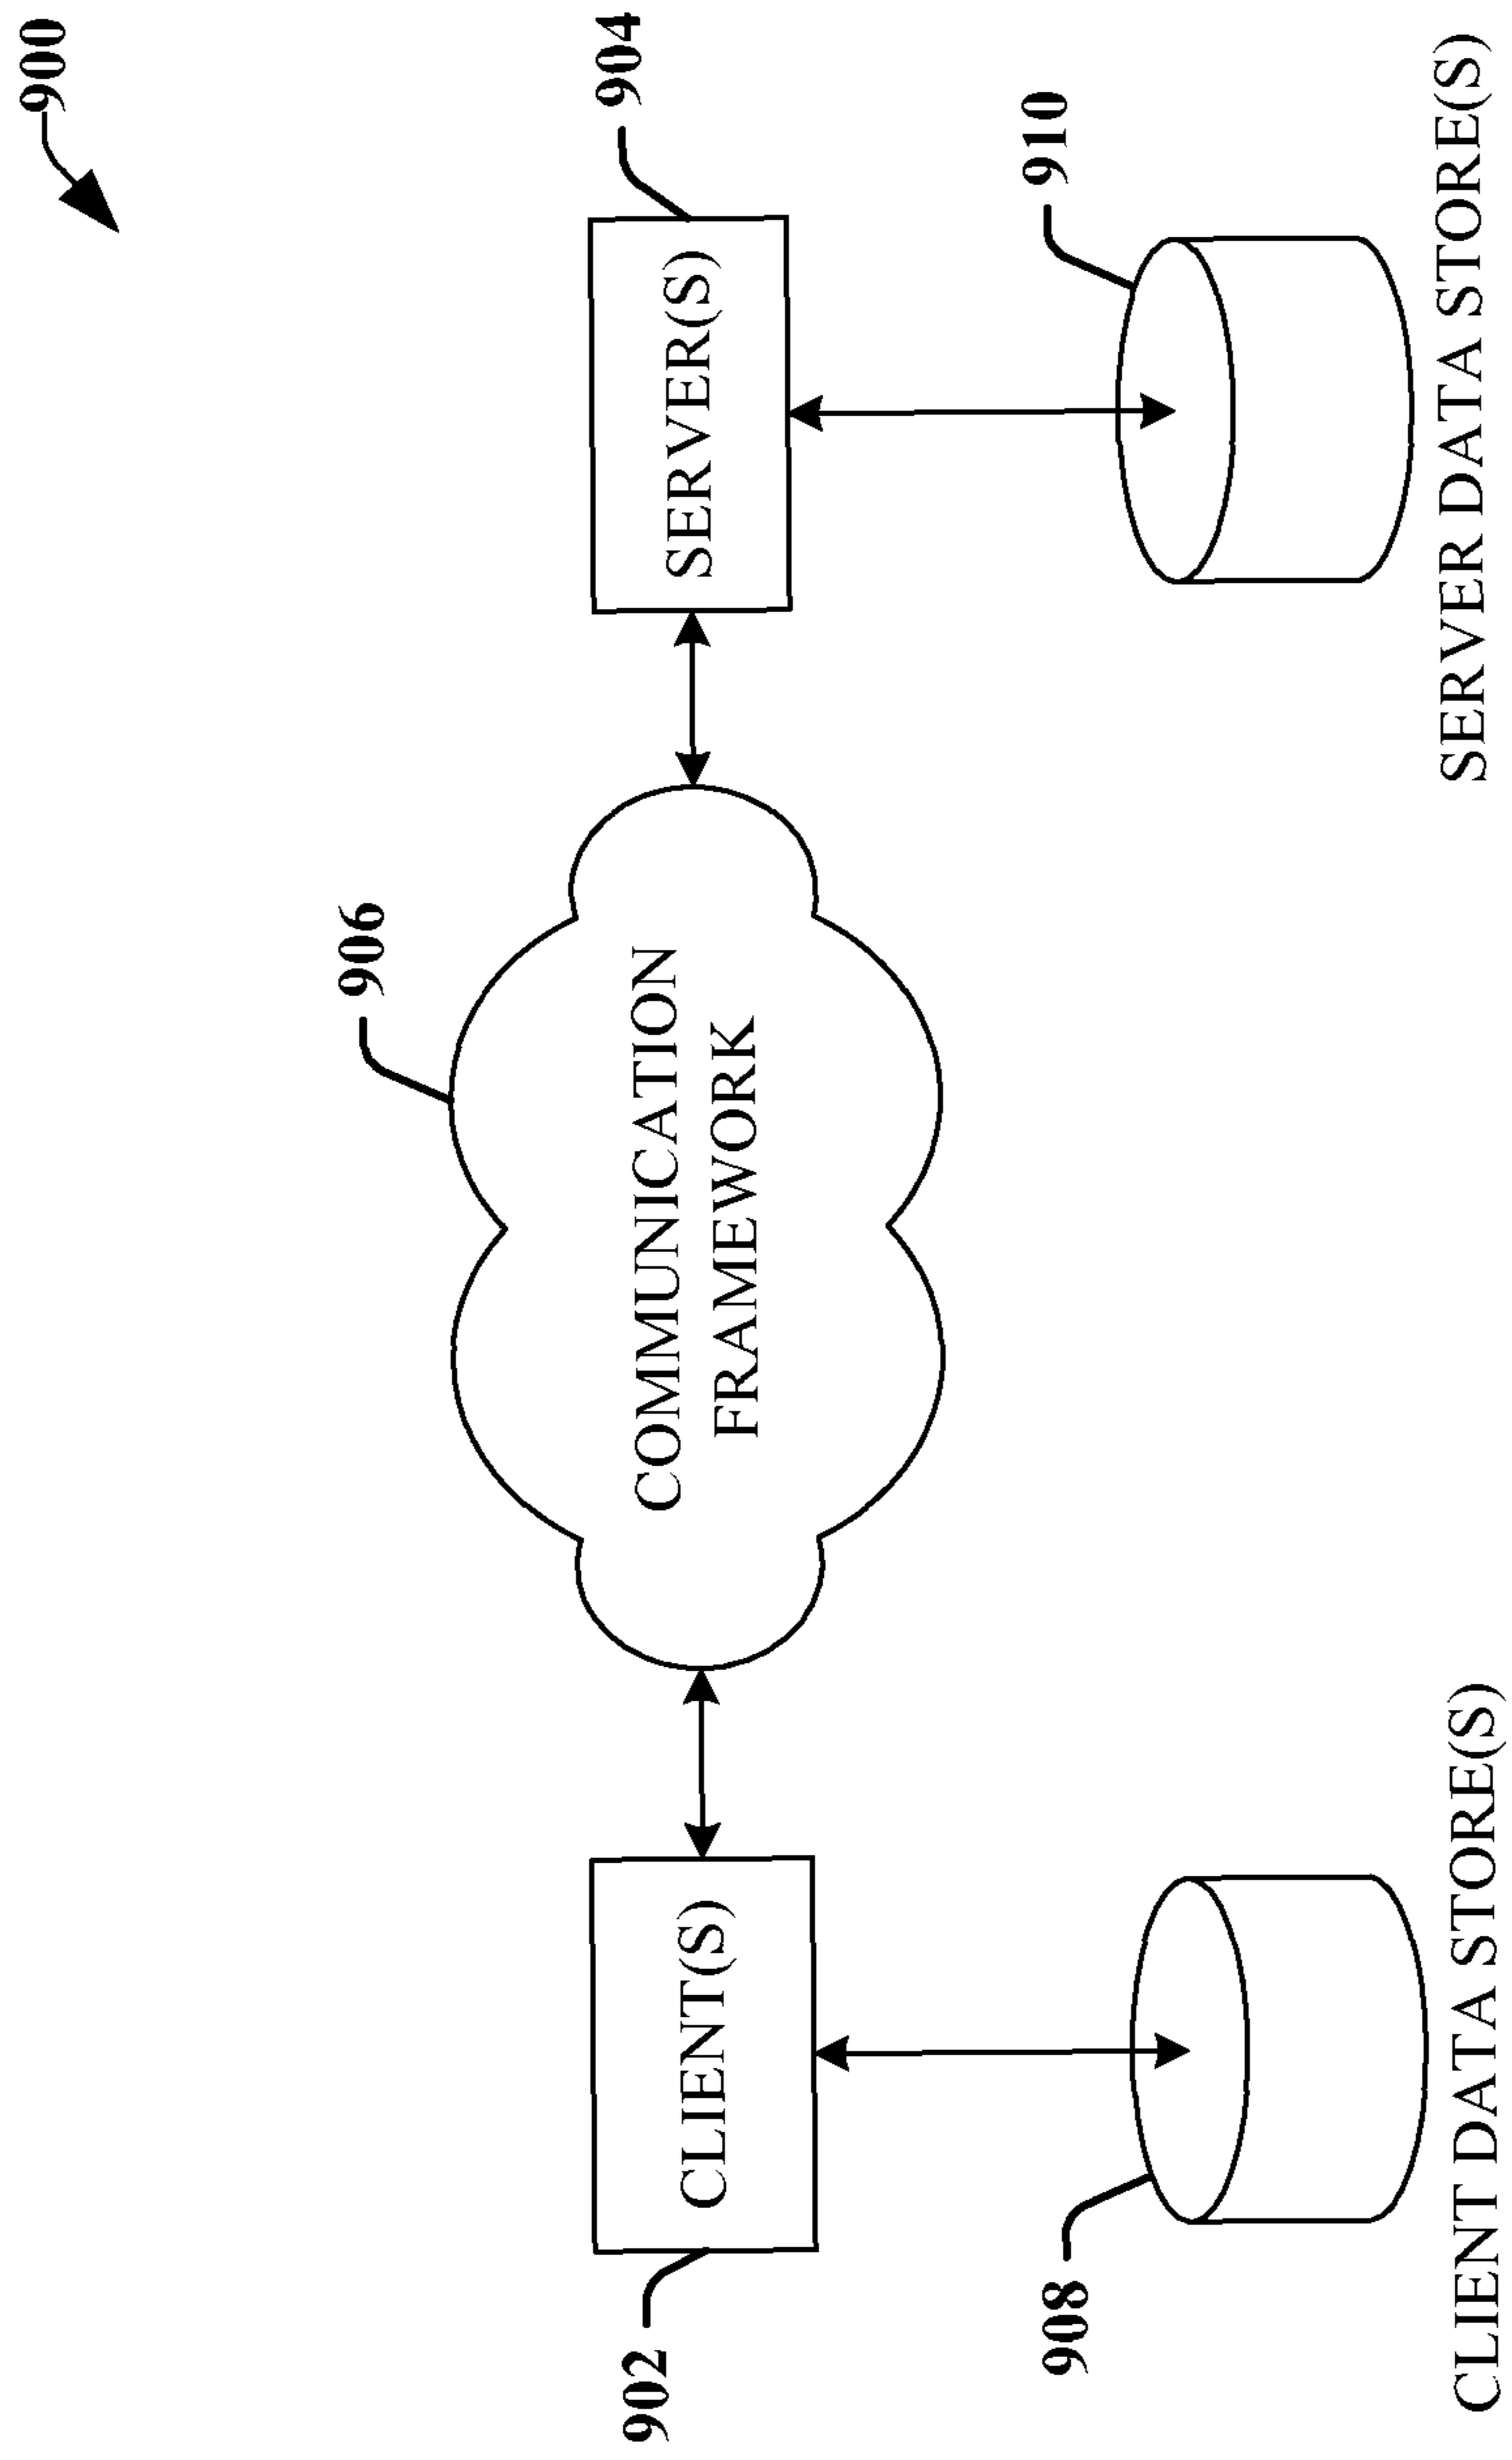 900
902
CLIENT(S)
906
COMMUNICATION
FRAMEWORK
904
SERVER(S)
908
CLIENT DATA STORE(S)
910
SERVER DATA STORE(S)